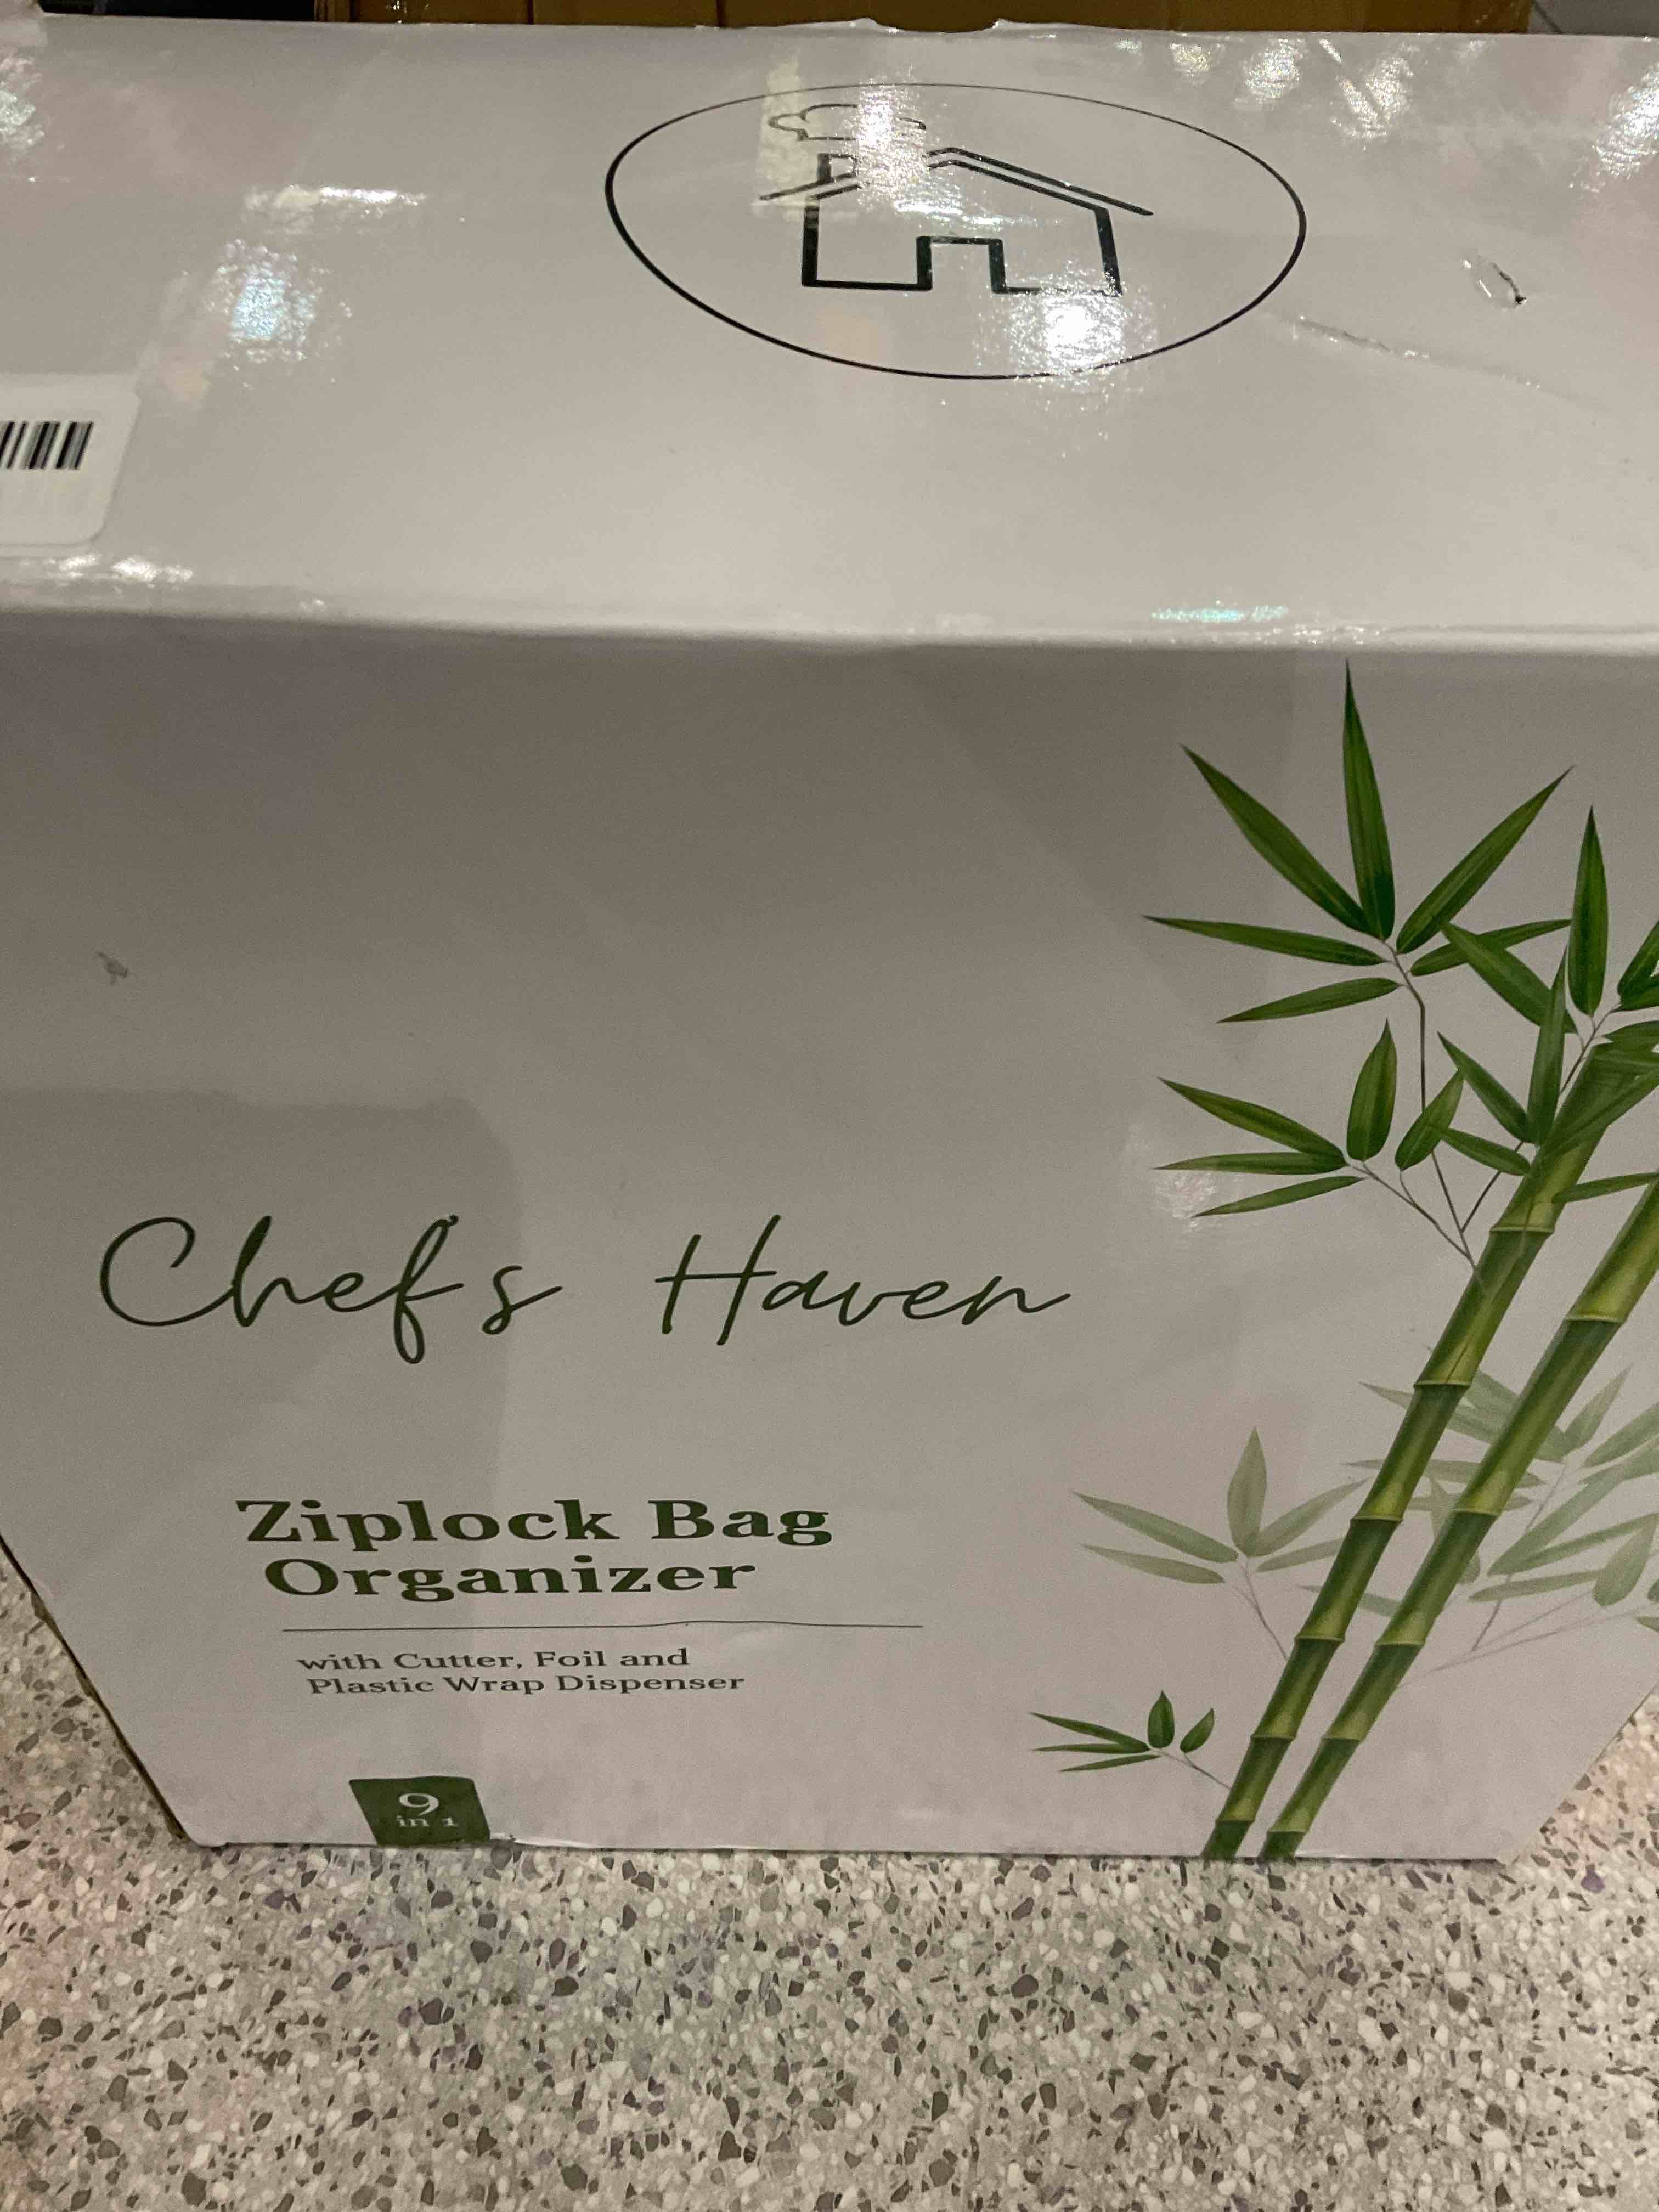 Chef's Haven
Ziplock Bag
Organizer
with Cutter, Foil and
Plastic Wrap Dispenser
9
in 1